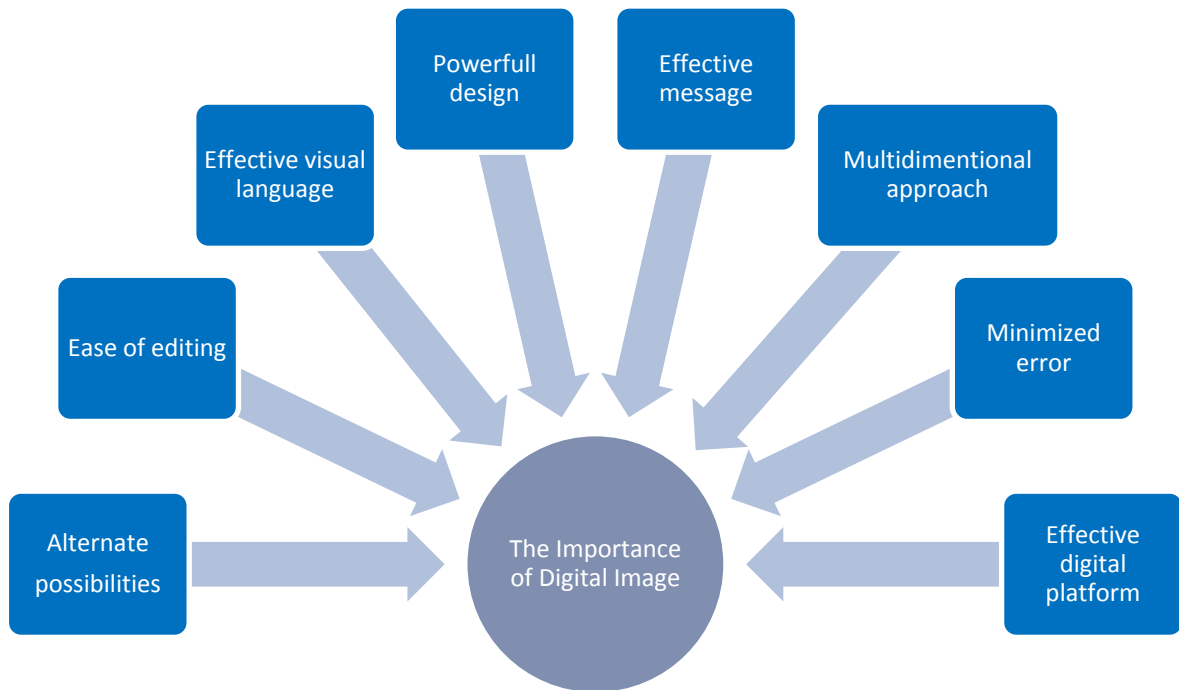 Powerfull
design
Effective
message
Effective visual
language
Multidimentional
approach
Ease of editing
Minimized
error
Alternate
possibilities
The Importance
of Digital Image
Effective
digital
platform